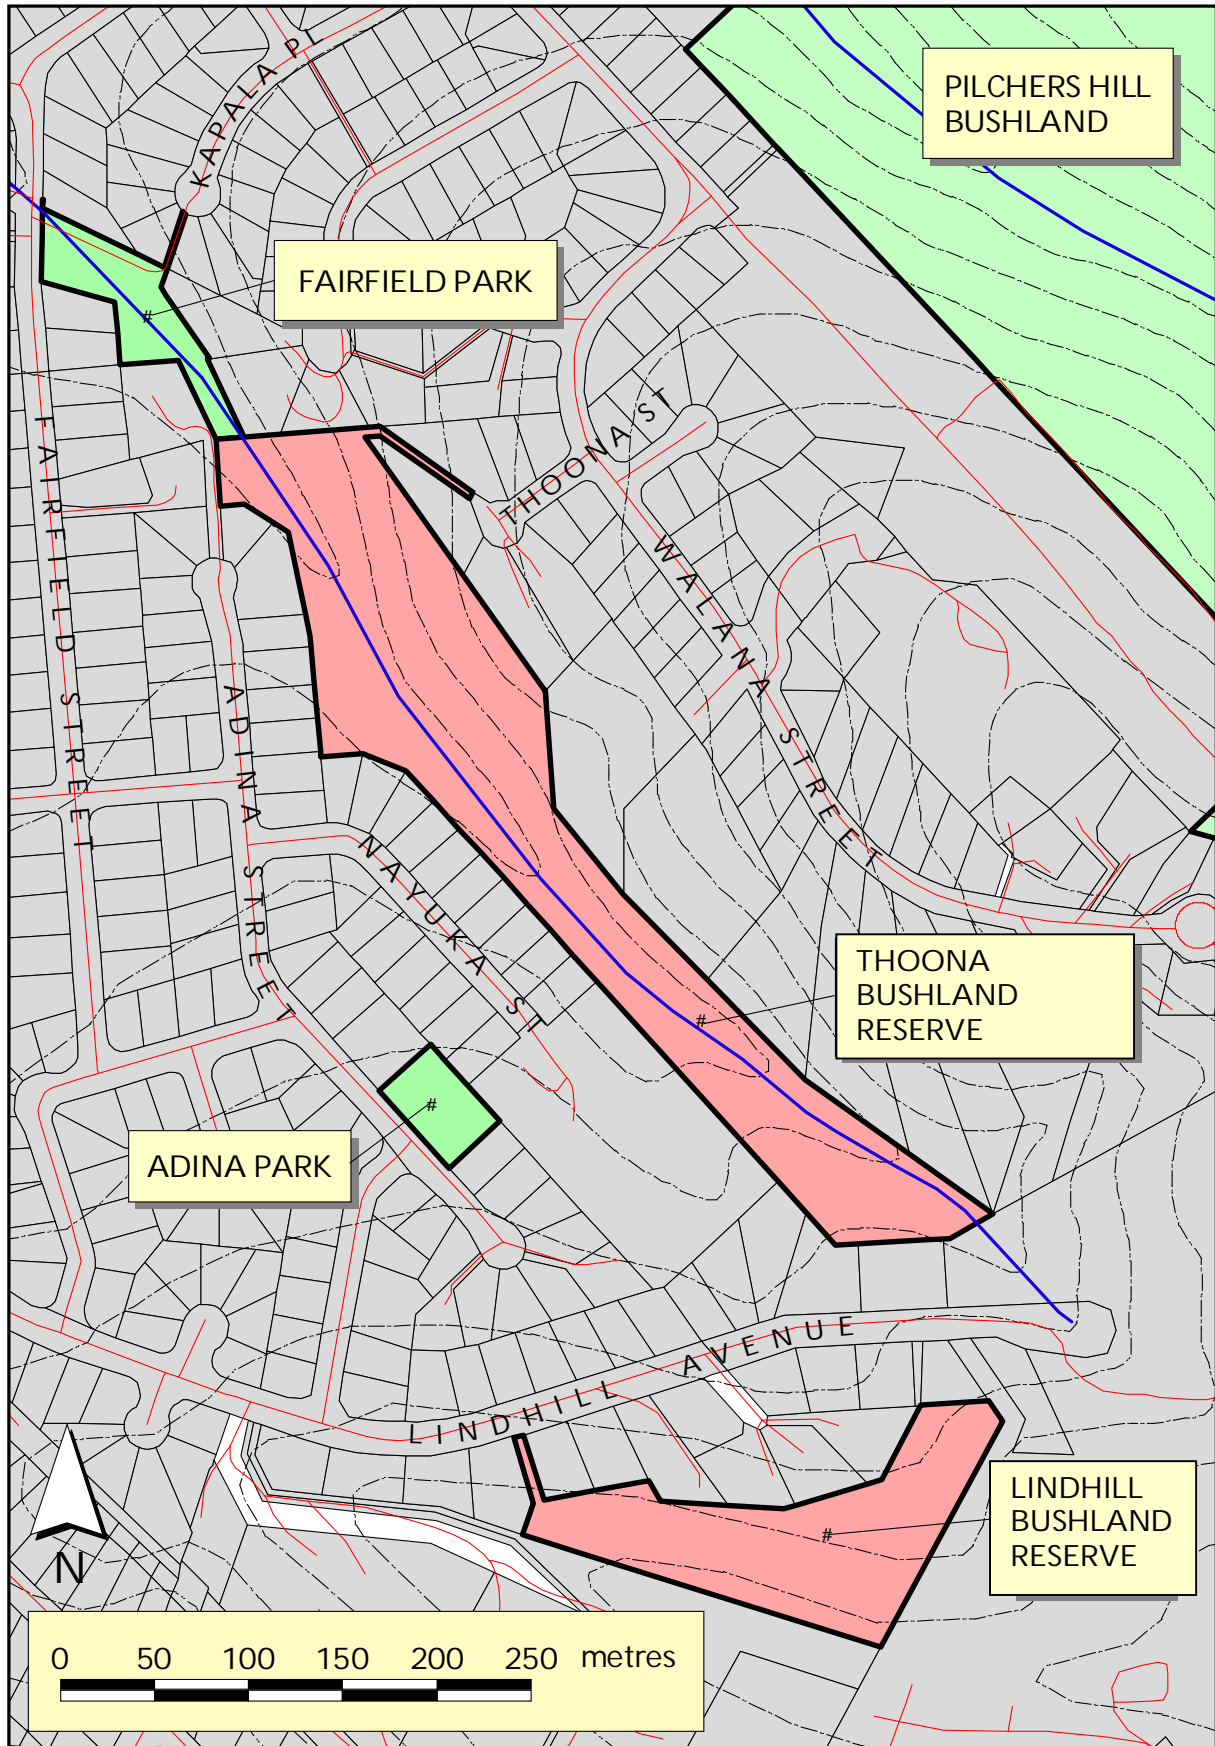 KAPALA PL
PILCHERS HILL
BUSHLAND
FAIRFIELD PARK
#
THOONA ST
FAIRFIELD STREET
WALANA STREET
ADINA STREET
NAYUKA ST
THOONA
BUSHLAND
RESERVE
#
#
ADINA PARK
LINDHILL AVENUE
LINDHILL
BUSHLAND
RESERVE
#
N
0 50 100 150 200 250 metres